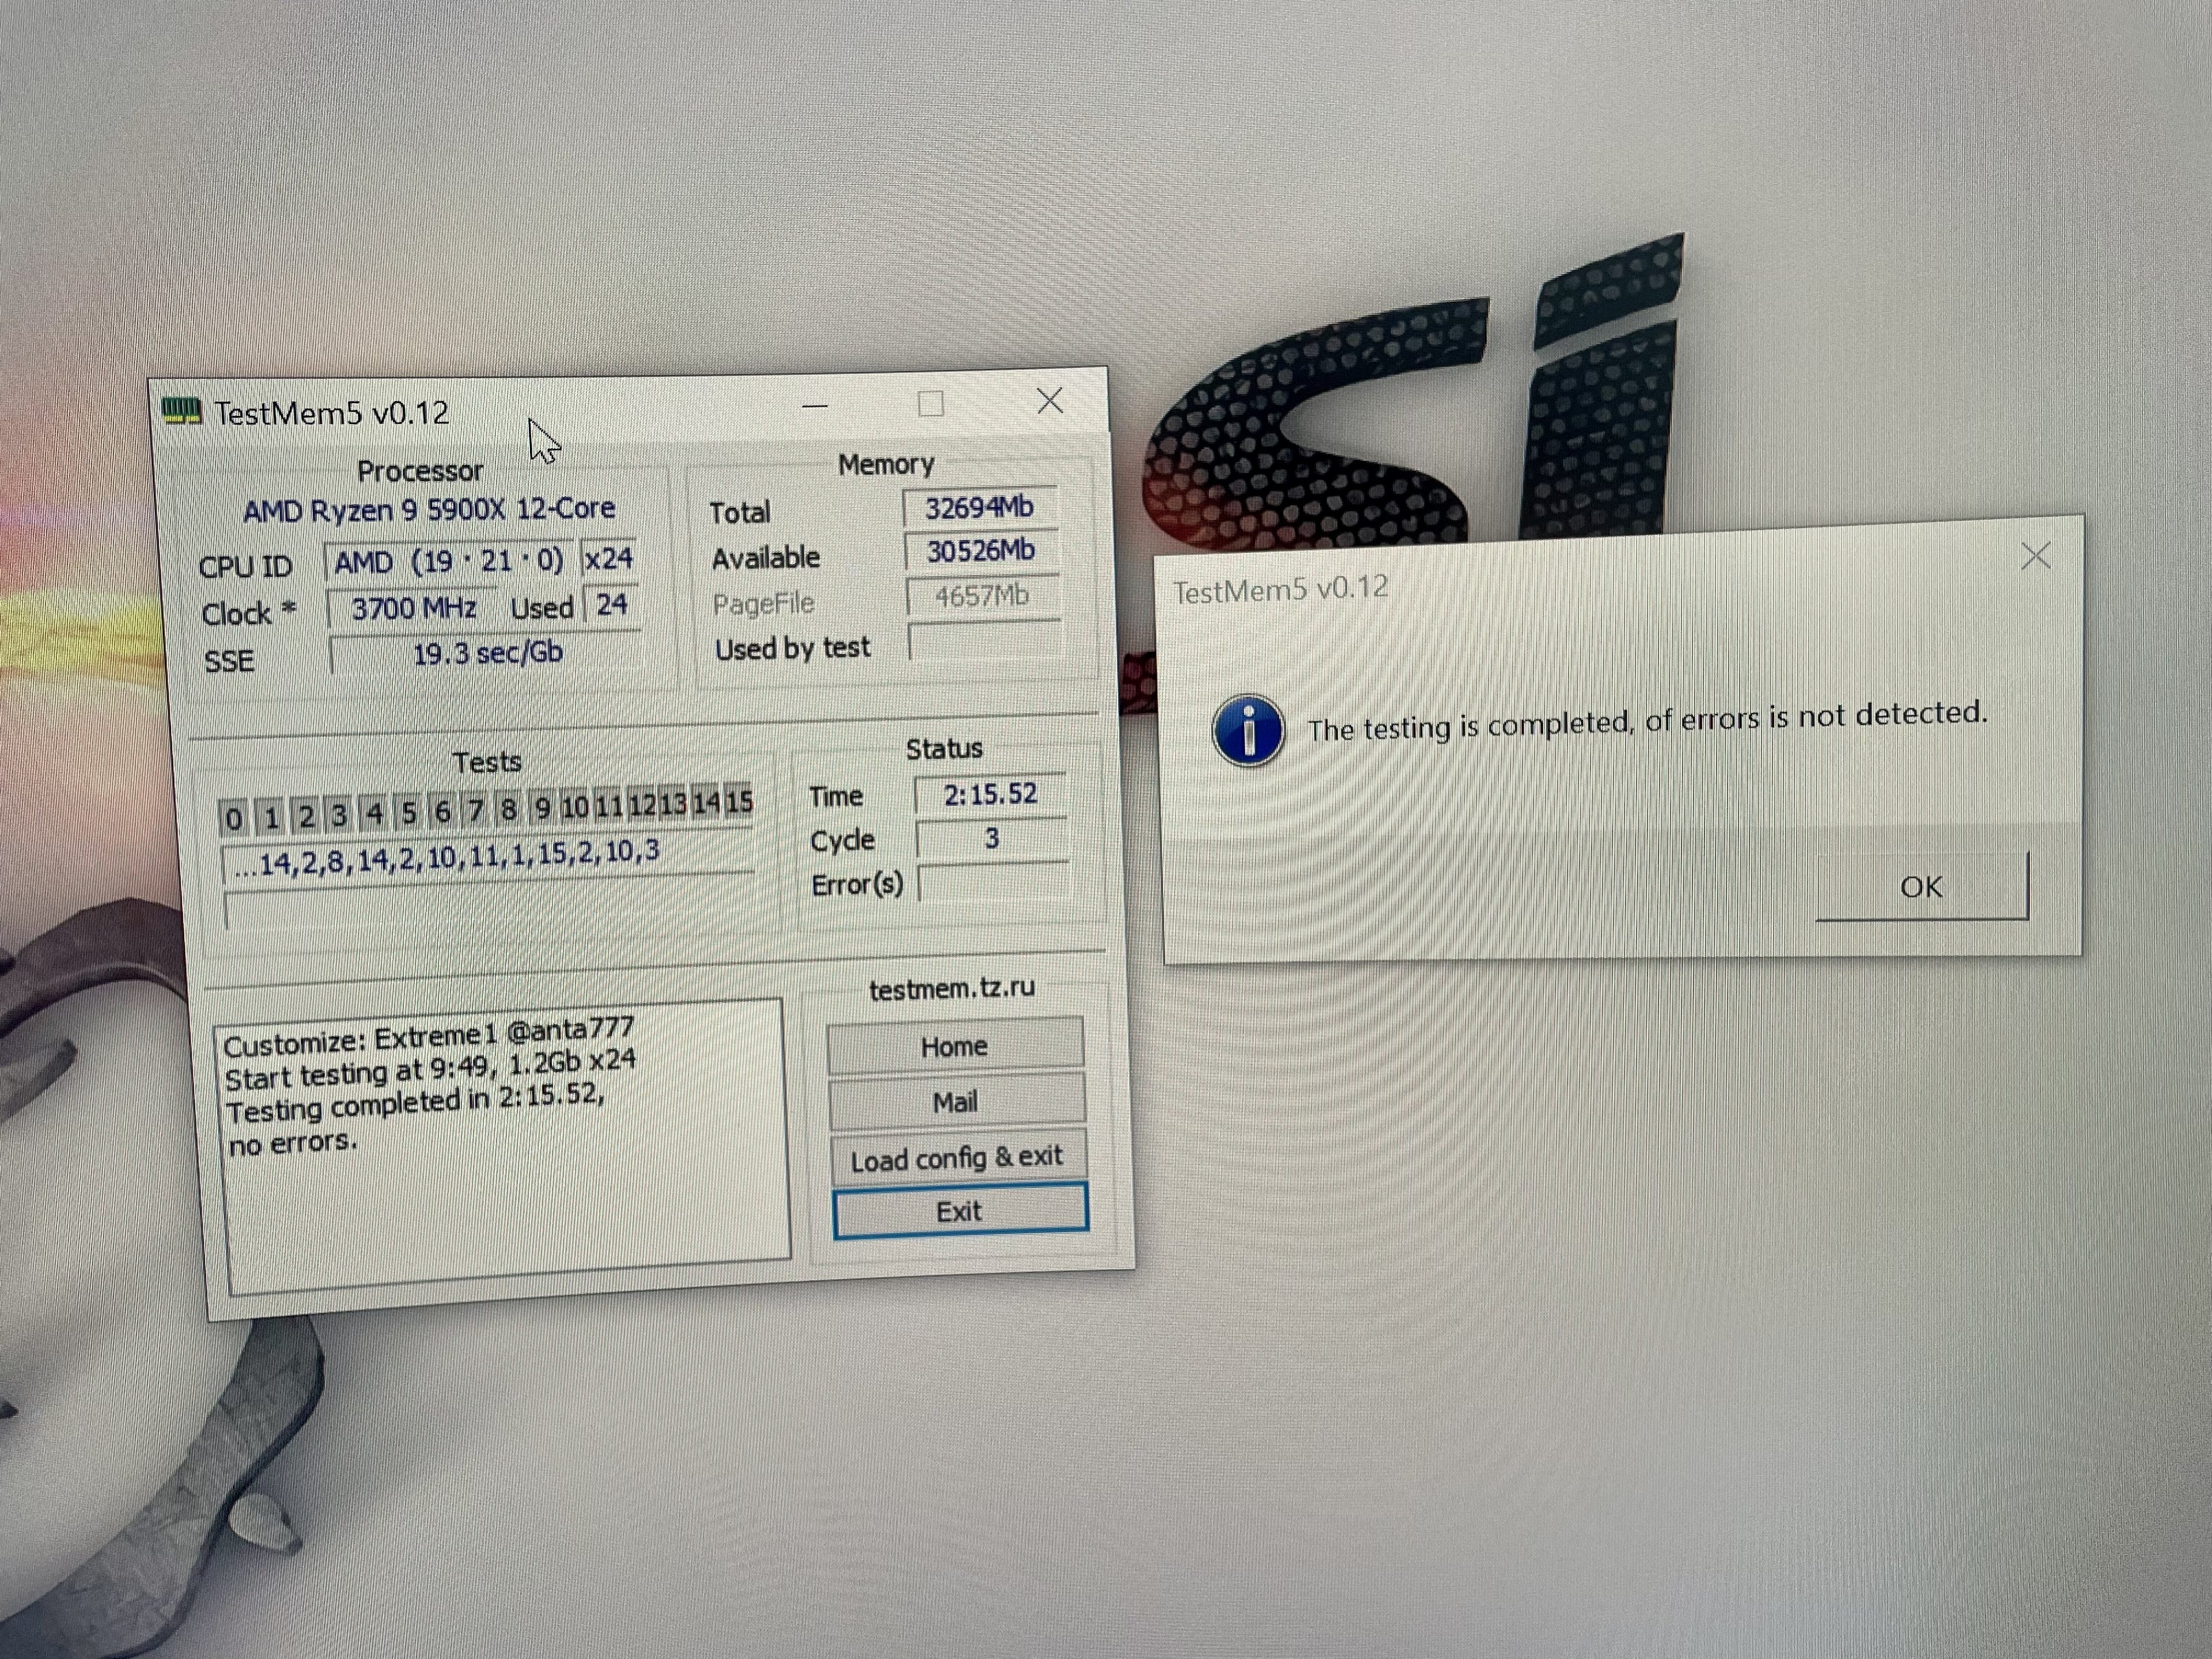 Si
TestMem5 v0.12
Processor
AMD Ryzen 9 5900X 12-Core
CPU ID AMD (19 · 21 · 0) x24
Clock * 3700 MHz Used 24
SSE 19.3 sec/Gb
Memory
Total 32694Mb
Available 30526Mb
PageFile 4657Mb
Used by test
Tests
0 1 2 3 4 5 6 7 8 9 10 11 12 13 14 15
...14,2,8,14,2,10,11,1,15,2,10,3
Status
Time 2:15.52
Cycle 3
Error(s)
Customize: Extreme1 @anta777
Start testing at 9:49, 1.2Gb x24
Testing completed in 2:15.52,
no errors.
testmem.tz.ru
Home
Mail
Load config & exit
Exit
TestMem5 v0.12
The testing is completed, of errors is not detected.
OK